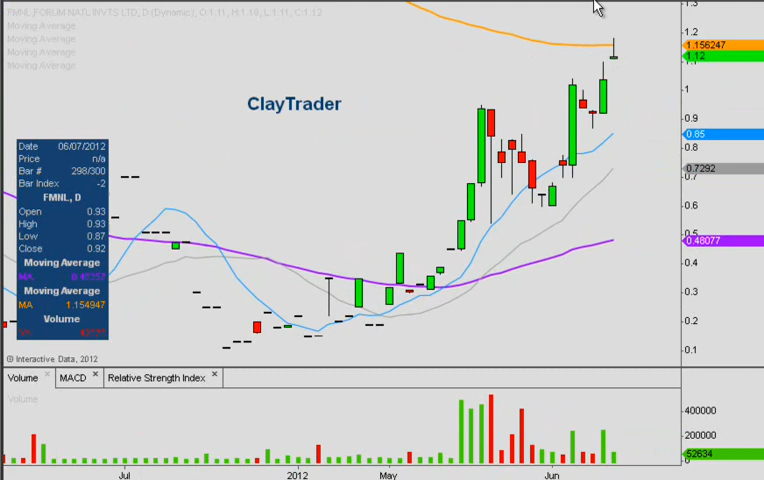 FMNL,FORUM NATL INVTS LTD, D (Dynamic), O:1.11, H:1.18, L:1.11, C:1.12
Moving Average
Moving Average
Moving Average
Moving Average
ClayTrader
1.3
1.2
1.156247
1.12
1.1
0.9
0.85
0.8
0.7292
0.7
0.6
0.5
0.48077
0.4
0.3
0.2
0.1
Date 06/07/2012
Price n/a
Bar # 298/300
Bar Index -2
FMNL, D
Open 0.93
High 0.93
Low 0.87
Close 0.92
Moving Average
MA
Moving Average
MA 1.154947
Volume
© Interactive Data, 2012
Volume × MACD × Relative Strength Index ×
Volume
400000
200000
52634
Jul 2012 May Jun